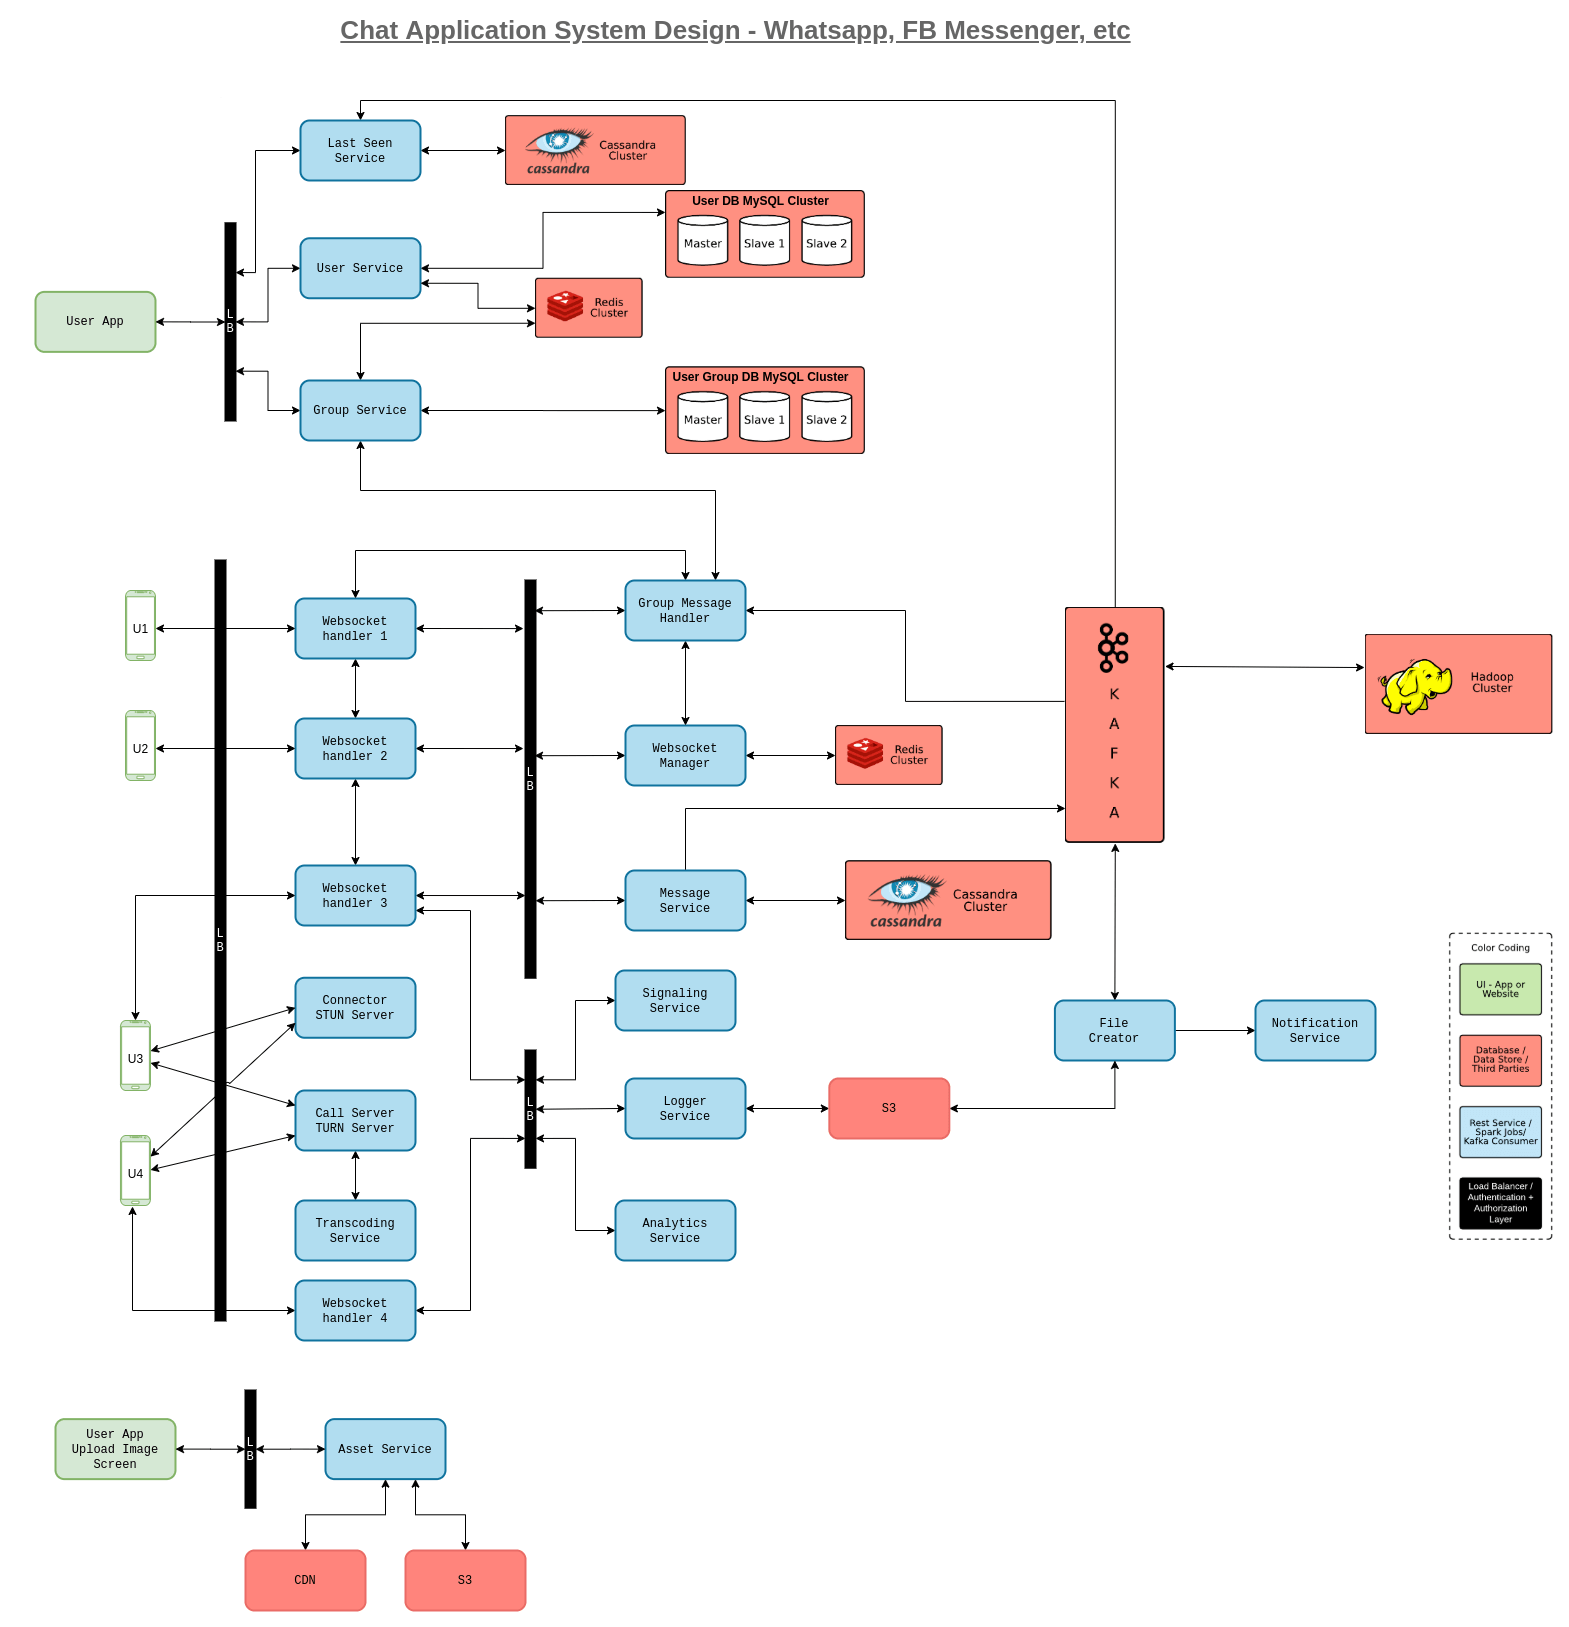 Chat Application System Design - Whatsapp, FB Messenger, etc
Last Seen
Service
cassandra
Cassandra
Cluster
User DB MySQL Cluster
Master
Slave 1
Slave 2
User Service
Redis
Cluster
User App
L
B
User Group DB MySQL Cluster
Master
Slave 1
Slave 2
Group Service
U1
Websocket
handler 1
Group Message
Handler
K
A
F
K
A
Hadoop
Cluster
U2
Websocket
handler 2
L
B
Websocket
Manager
Redis
Cluster
Websocket
handler 3
Message
Service
cassandra
Cassandra
Cluster
L
B
Connector
STUN Server
Signaling
Service
File
Creator
Notification
Service
U3
Call Server
TURN Server
L
B
Logger
Service
S3
U4
Transcoding
Service
Analytics
Service
Websocket
handler 4
Color Coding
UI - App or
Website
Database /
Data Store /
Third Parties
Rest Service /
Spark Jobs/
Kafka Consumer
Load Balancer /
Authentication +
Authorization
Layer
User App
Upload Image
Screen
L
B
Asset Service
CDN
S3